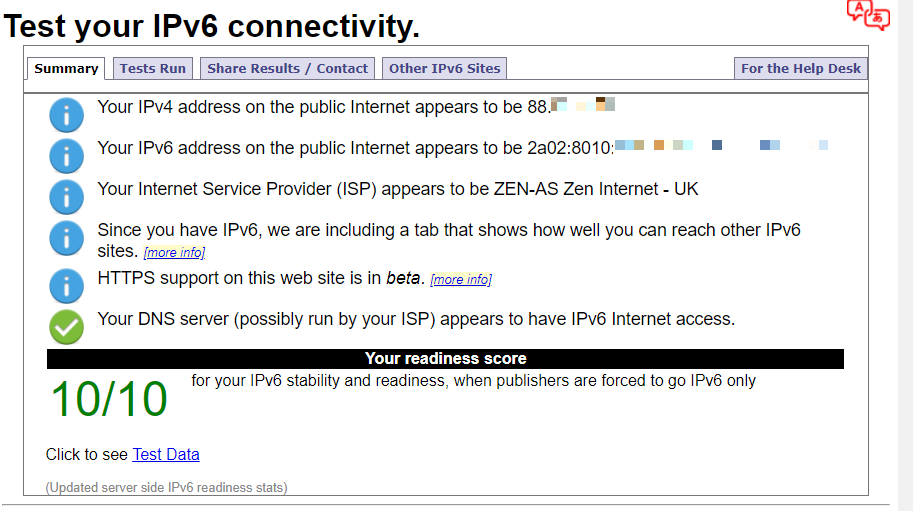 Test your IPv6 connectivity.
A あ
Summary Tests Run Share Results / Contact Other IPv6 Sites For the Help Desk
Your IPv4 address on the public Internet appears to be 88.
Your IPv6 address on the public Internet appears to be 2a02:8010:
Your Internet Service Provider (ISP) appears to be ZEN-AS Zen Internet - UK
Since you have IPv6, we are including a tab that shows how well you can reach other IPv6
sites. [more info]
HTTPS support on this web site is in beta. [more info]
Your DNS server (possibly run by your ISP) appears to have IPv6 Internet access.
Your readiness score
10/10 for your IPv6 stability and readiness, when publishers are forced to go IPv6 only
Click to see Test Data
(Updated server side IPv6 readiness stats)